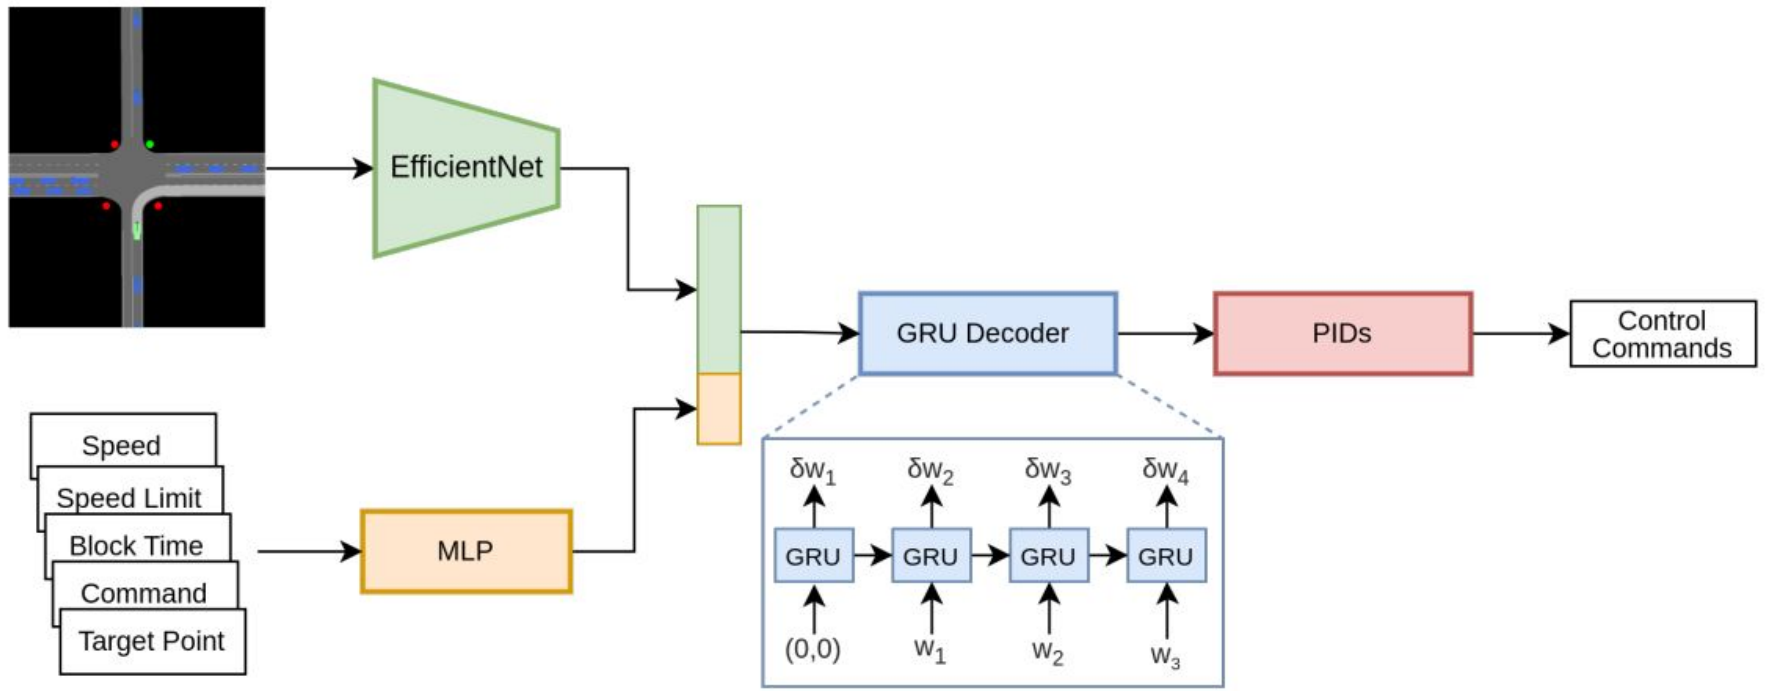 EfficientNet
Speed
Speed Limit
Block Time
Command
Target Point
MLP
GRU Decoder
PIDs
Control
Commands
δw1 δw2 δw3 δw4
GRU GRU GRU GRU
(0,0) w1 w2 w3